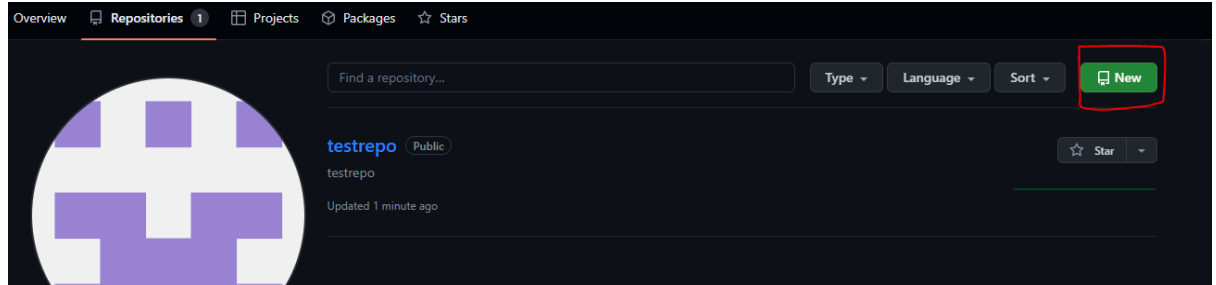 Overview Repositories 1 Projects Packages Stars
Find a repository... Type Language Sort New
testrepo Public Star
testrepo
Updated 1 minute ago